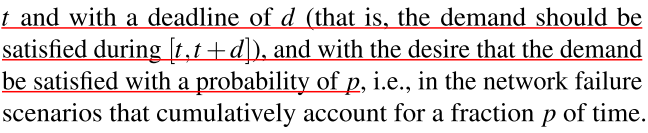 t and with a deadline of d (that is, the demand should be
satisfied during [t,t+d]), and with the desire that the demand
be satisfied with a probability of p, i.e., in the network failure
scenarios that cumulatively account for a fraction p of time.